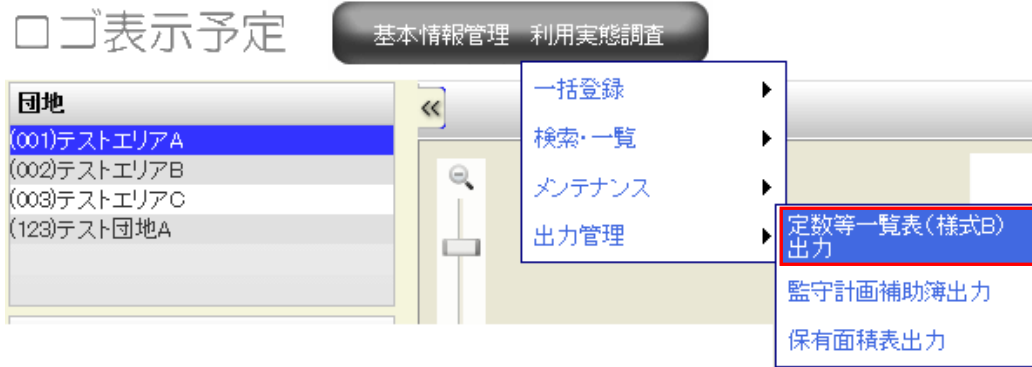 ロゴ表示予定
基本情報管理 利用実態調査
団地
(001)テストエリアA
(002)テストエリアB
(003)テストエリアC
(123)テスト団地A
一括登録
検索・一覧
メンテナンス
出力管理
定数等一覧表(様式B)
出力
監守計画補助簿出力
保有面積表出力